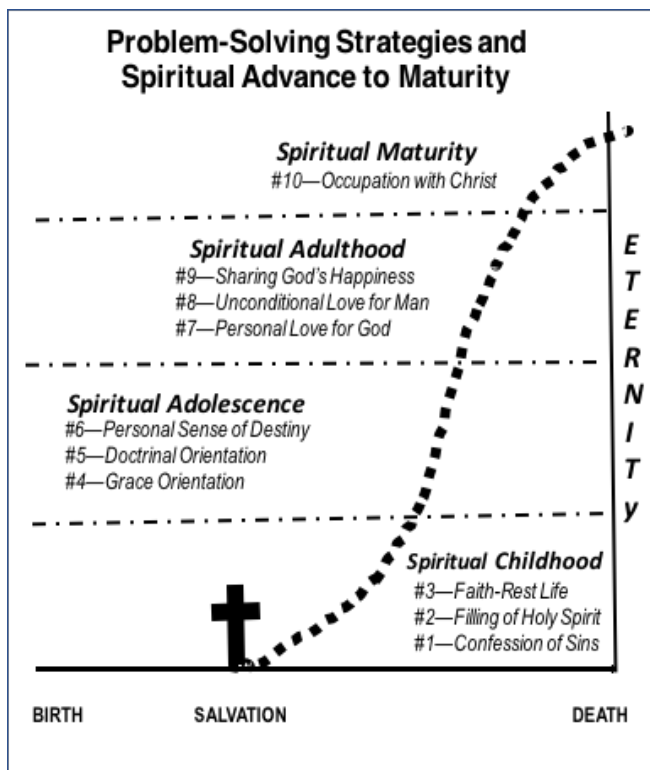 Problem-Solving Strategies and
Spiritual Advance to Maturity
Spiritual Maturity
#10—Occupation with Christ
Spiritual Adulthood
#9—Sharing God's Happiness
#8—Unconditional Love for Man
#7—Personal Love for God
Spiritual Adolescence
#6—Personal Sense of Destiny
#5—Doctrinal Orientation
#4—Grace Orientation
Spiritual Childhood
#3—Faith-Rest Life
#2—Filling of Holy Spirit
#1—Confession of Sins
ETERNITy
BIRTH SALVATION DEATH